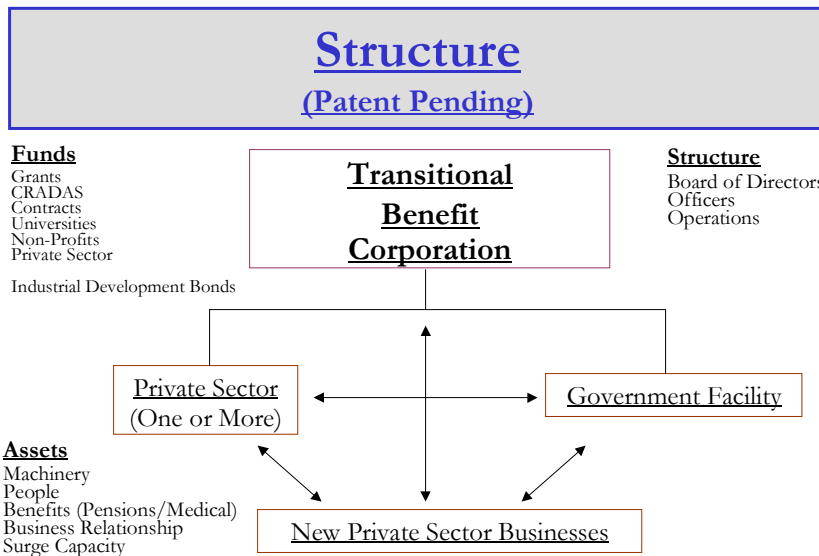 Structure
(Patent Pending)
Funds
Grants
CRADAS
Contracts
Universities
Non-Profits
Private Sector
Industrial Development Bonds
Transitional
Benefit
Corporation
Structure
Board of Directors
Officers
Operations
Private Sector
(One or More)
Government Facility
Assets
Machinery
People
Benefits (Pensions/Medical)
Business Relationship
Surge Capacity
New Private Sector Businesses